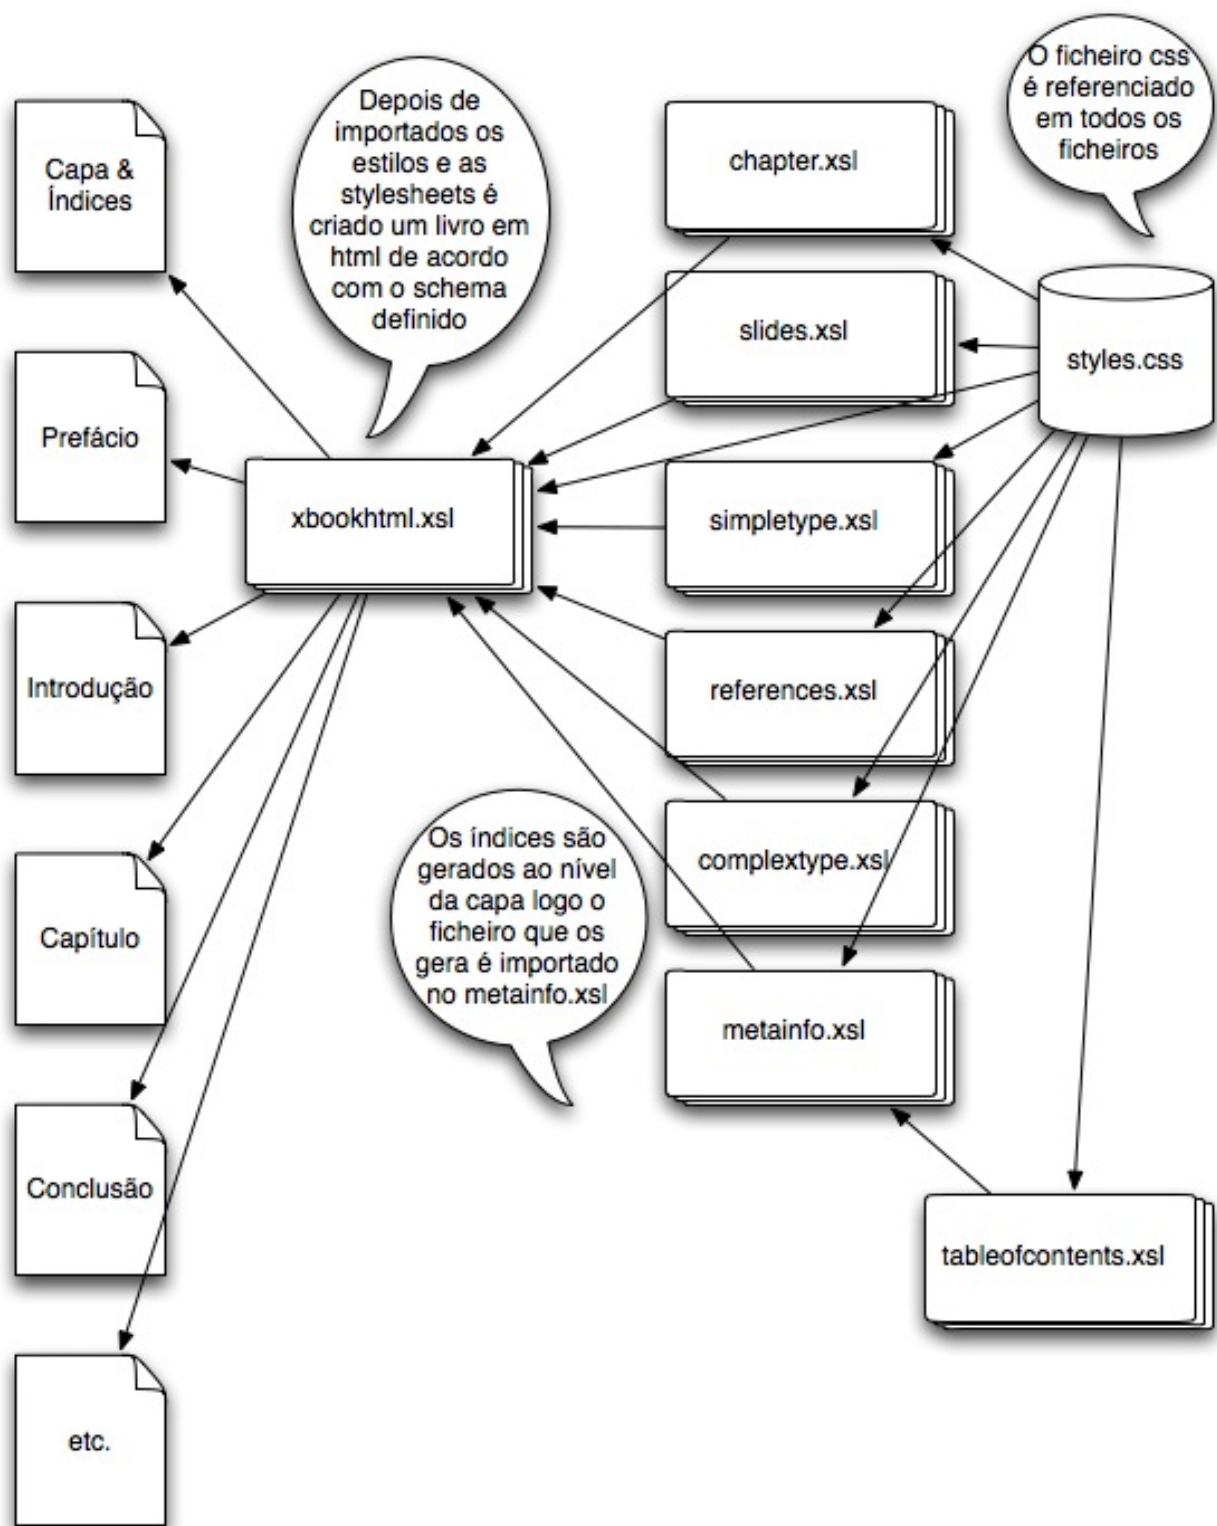 Capa &
Índices
Prefácio
Introdução
Capítulo
Conclusão
etc.
Depois de
importados os
estilos e as
stylesheets é
criado um livro em
html de acordo
com o schema
definido
xbookhtml.xsl
Os índices são
gerados ao nível
da capa logo o
ficheiro que os
gera é importado
no metainfo.xsl
chapter.xsl
slides.xsl
simpletype.xsl
references.xsl
complextype.xsl
metainfo.xsl
tableofcontents.xsl
O ficheiro css
é referenciado
em todos os
ficheiros
styles.css